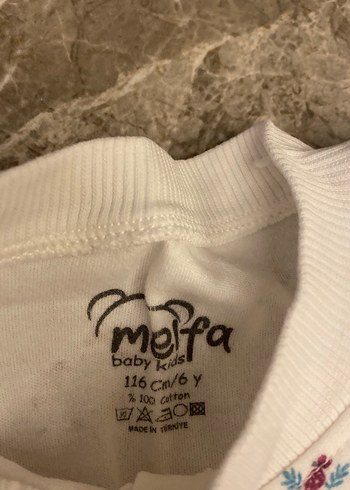 melfa
baby kids
116 Cm/6 y
% 100 Cotton
MADE IN TÜRKİYE